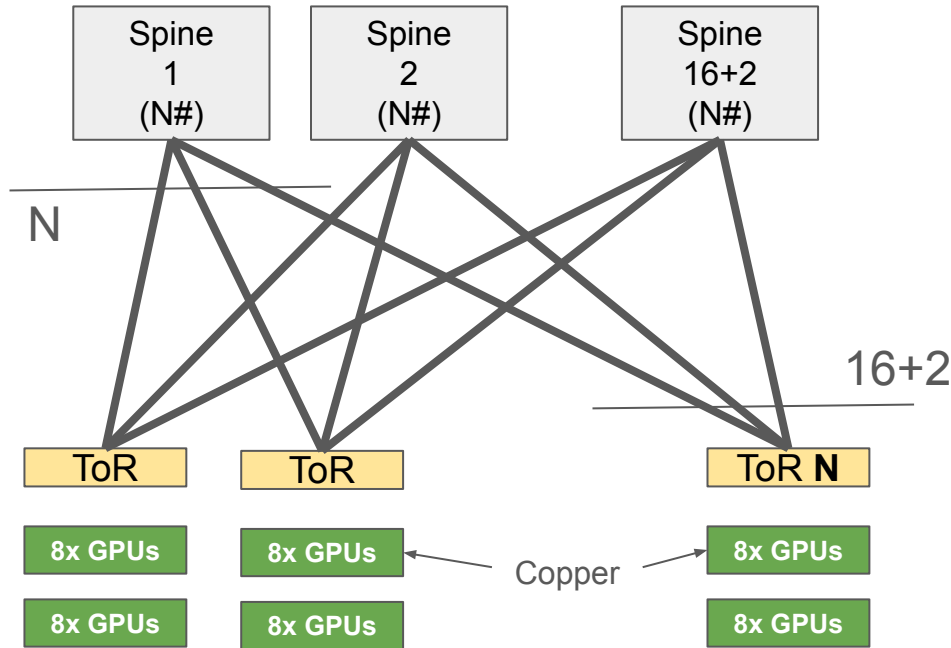 Spine
1
(N#)
Spine
2
(N#)
Spine
16+2
(N#)
N
16+2
ToR
ToR
ToR N
8x GPUs
8x GPUs
8x GPUs
Copper
8x GPUs
8x GPUs
8x GPUs